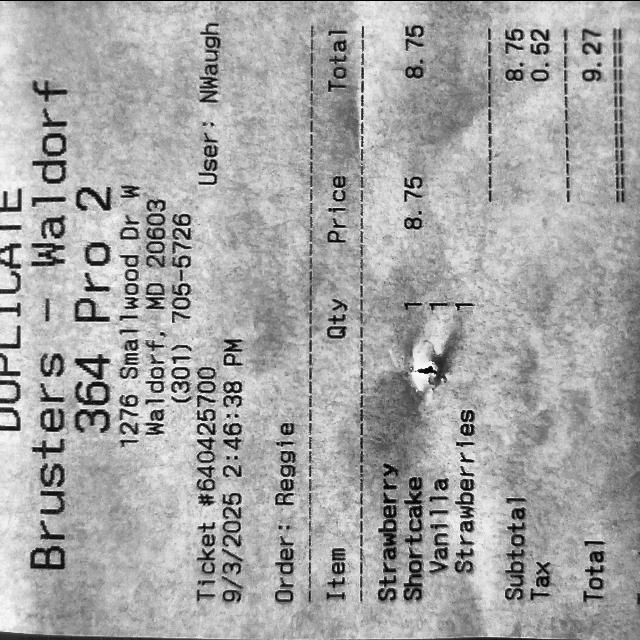 DUPLICATE
Brusters - Waldorf
364 Pro 2
1276 Smallwood Dr W
Waldorf, MD 20603
(301) 705-5726
Ticket #640425700 User: NWaugh
9/3/2025 2:46:38 PM
Order: Reggie
Item Qty Price Total
Strawberry
Shortcake 1 8.75 8.75
Vanilla 1
Strawberries 1
Subtotal 8.75
Tax 0.52
Total 9.27